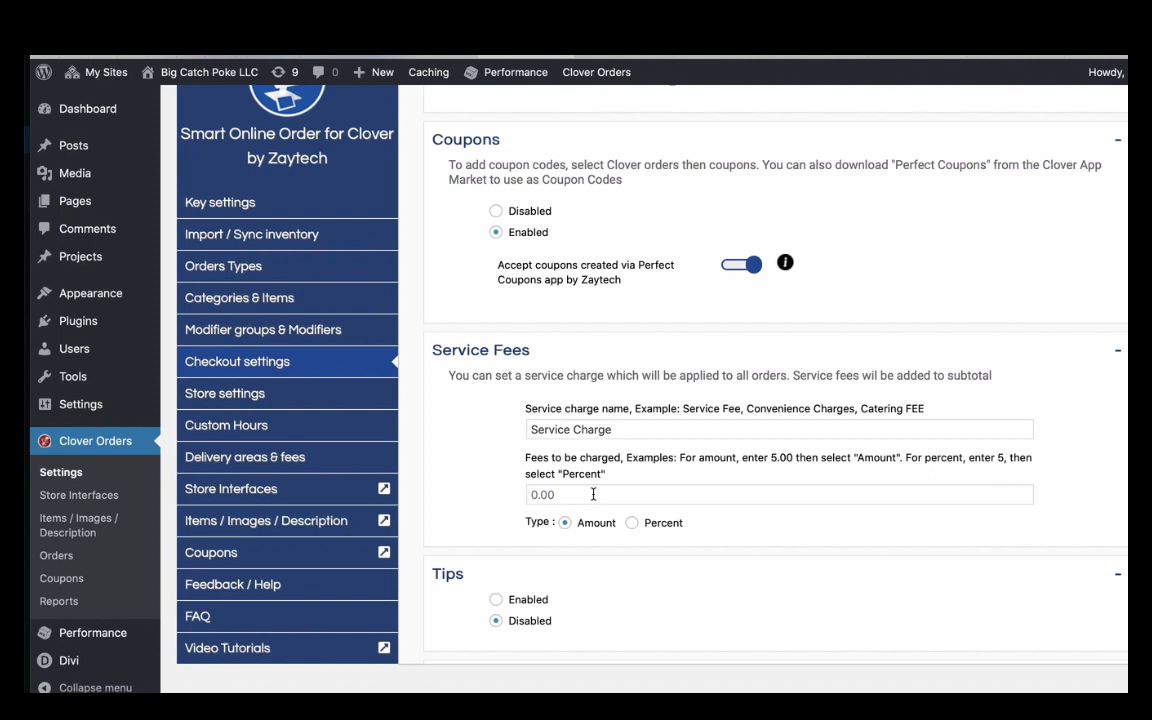 My Sites Big Catch Poke LLC 9 0 New Caching Performance Clover Orders Howdy,
Dashboard
Posts
Media
Pages
Comments
Projects
Appearance
Plugins
Users
Tools
Settings
Clover Orders
Settings
Store Interfaces
Items / Images /
Description
Orders
Coupons
Reports
Performance
Divi
Collapse menu
Smart Online Order for Clover
by Zaytech
Key settings
Import / Sync inventory
Orders Types
Categories & Items
Modifier groups & Modifiers
Checkout settings
Store settings
Custom Hours
Delivery areas & fees
Store Interfaces
Items / Images / Description
Coupons
Feedback / Help
FAQ
Video Tutorials
Coupons -
To add coupon codes, select Clover orders then coupons. You can also download "Perfect Coupons" from the Clover App
Market to use as Coupon Codes
Disabled
Enabled
Accept coupons created via Perfect
Coupons app by Zaytech
Service Fees -
You can set a service charge which will be applied to all orders. Service fees wil be added to subtotal
Service charge name, Example: Service Fee, Convenience Charges, Catering FEE
Service Charge
Fees to be charged, Examples: For amount, enter 5.00 then select "Amount". For percent, enter 5, then
select "Percent"
0.00
Type : Amount Percent
Tips -
Enabled
Disabled